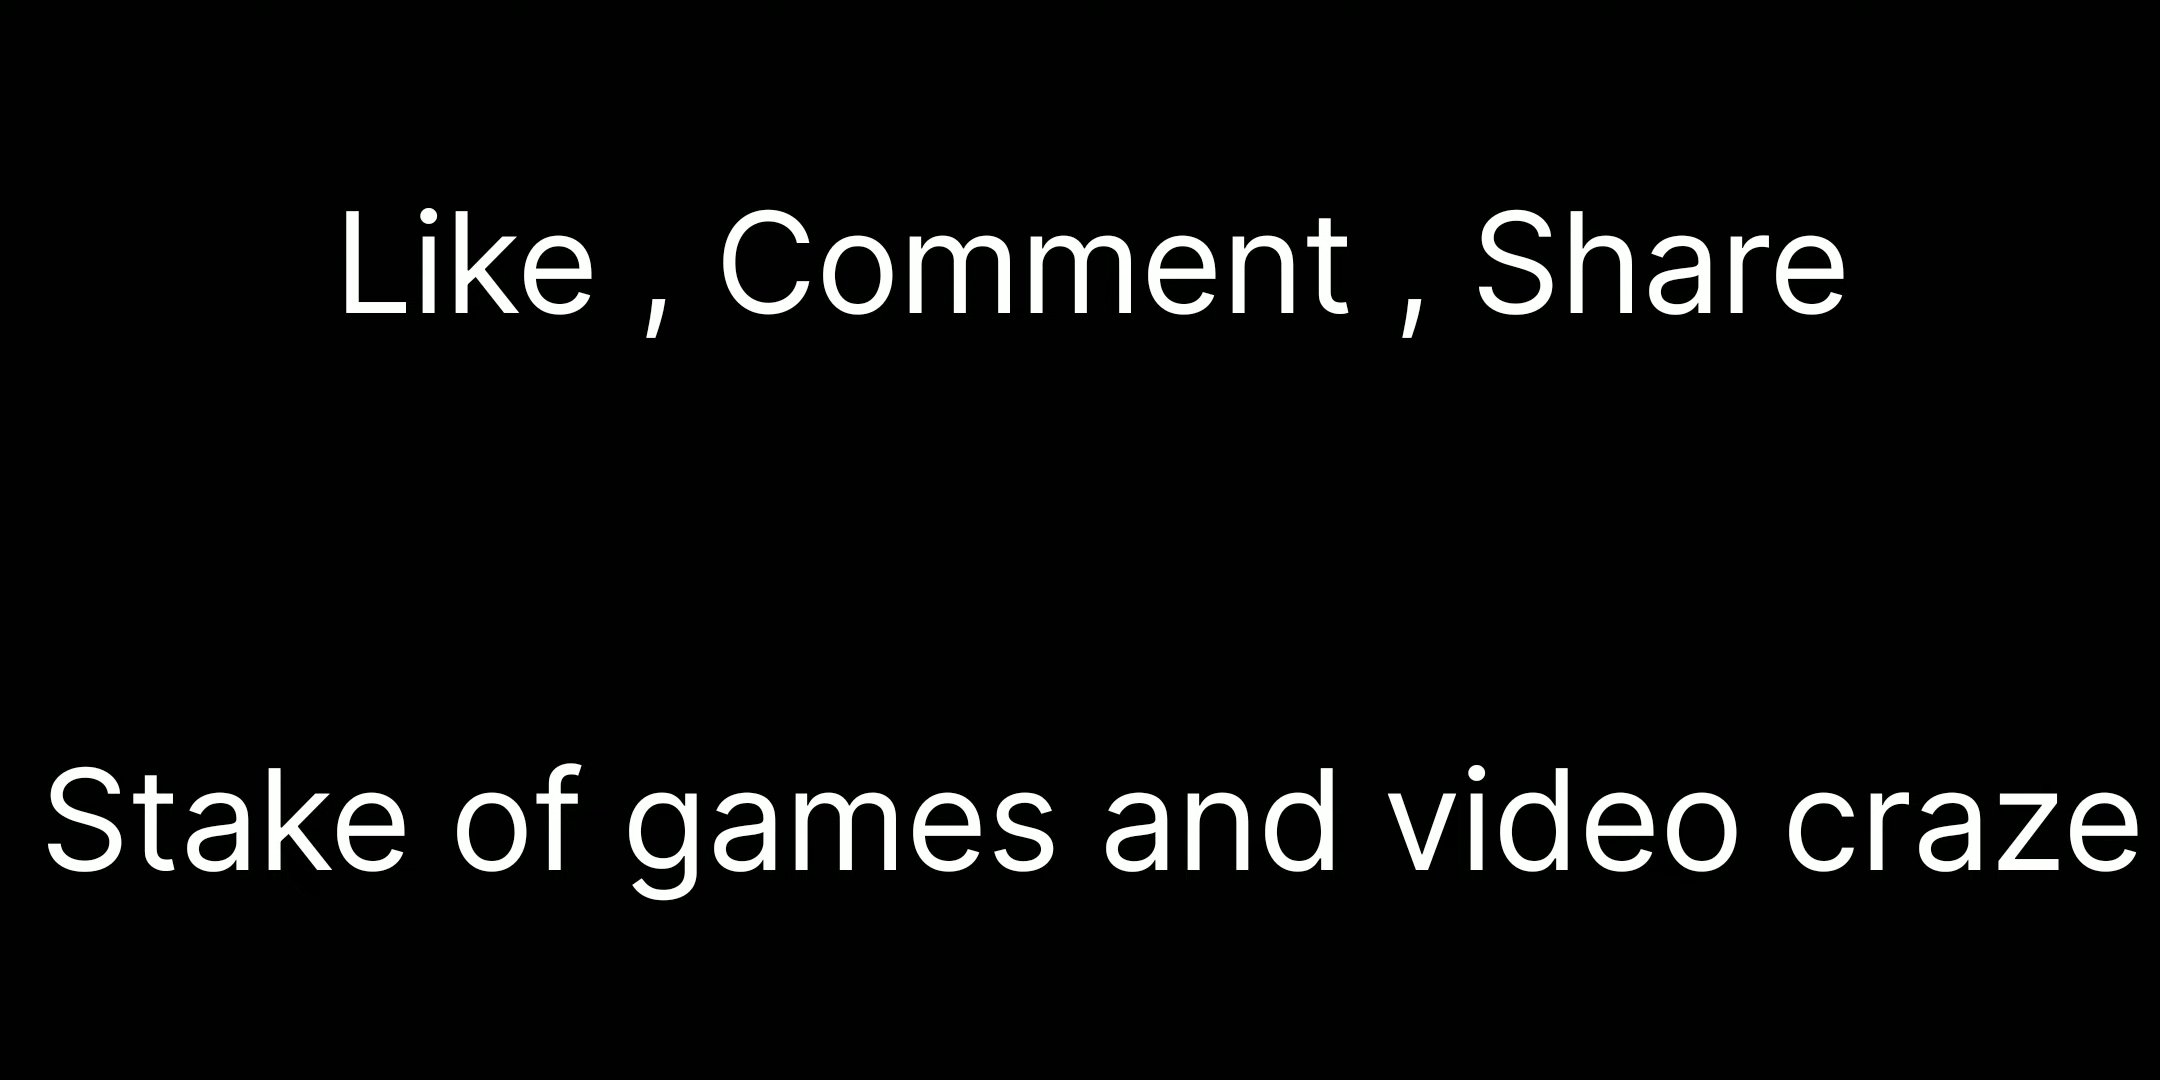 Like , Comment , Share
Stake of games and video craze